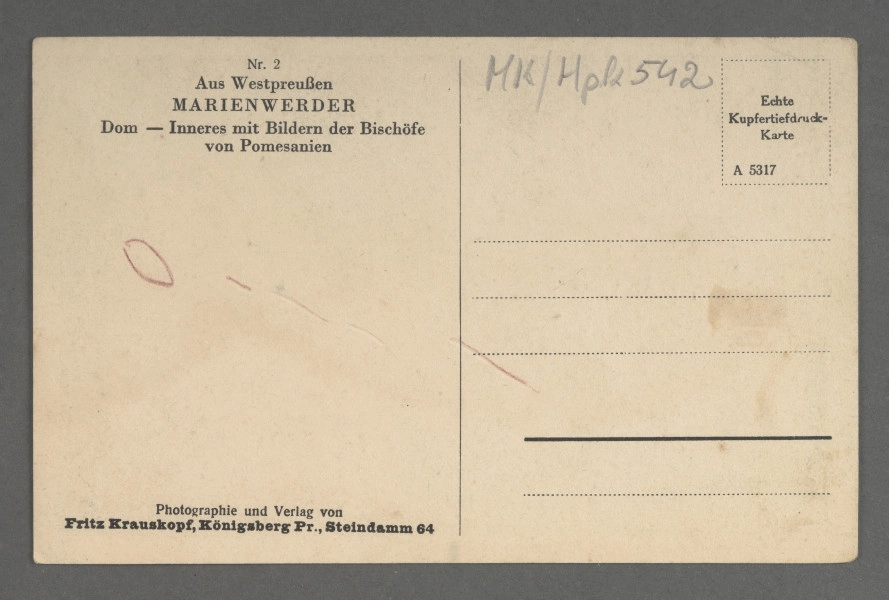 Nr. 2
Aus Westpreußen
MARIENWERDER
Dom — Inneres mit Bildern der Bischöfe
von Pomesanien
MK/Hpk 542
Echte
Kupfertiefdruck-
Karte
A 5317
Photographie und Verlag von
Fritz Krauskopf, Königsberg Pr., Steindamm 64